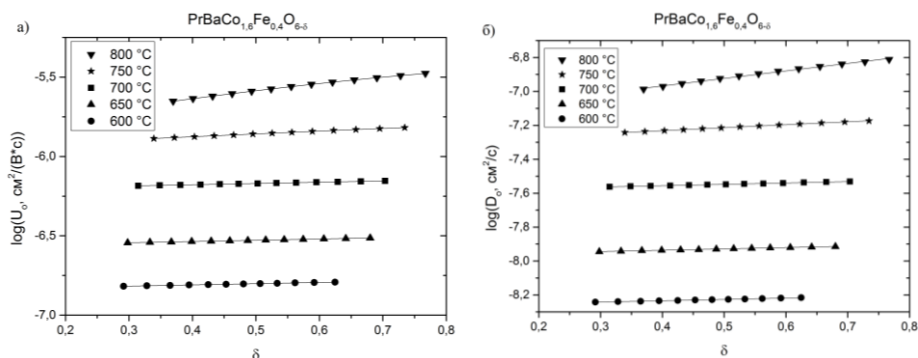 а)
PrBaCo₁,₆Fe₀,₄O₆₋δ
800 °C
750 °C
700 °C
650 °C
600 °C
-5,5
-6,0
-6,5
-7,0
log(Uₒ, см²/(В*с)
0,2 0,3 0,4 0,5 0,6 0,7 0,8
δ
б)
PrBaCo₁,₆Fe₀,₄O₆₋δ
800 °C
750 °C
700 °C
650 °C
600 °C
-6,8
-7,0
-7,2
-7,4
-7,6
-7,8
-8,0
-8,2
log(Dₒ, см²/с)
0,2 0,3 0,4 0,5 0,6 0,7 0,8
δ